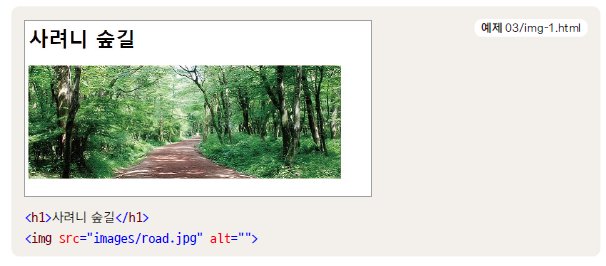 예제 03/img-1.html
사려니 숲길
<h1>사려니 숲길</h1>
<img src="images/road.jpg" alt="">